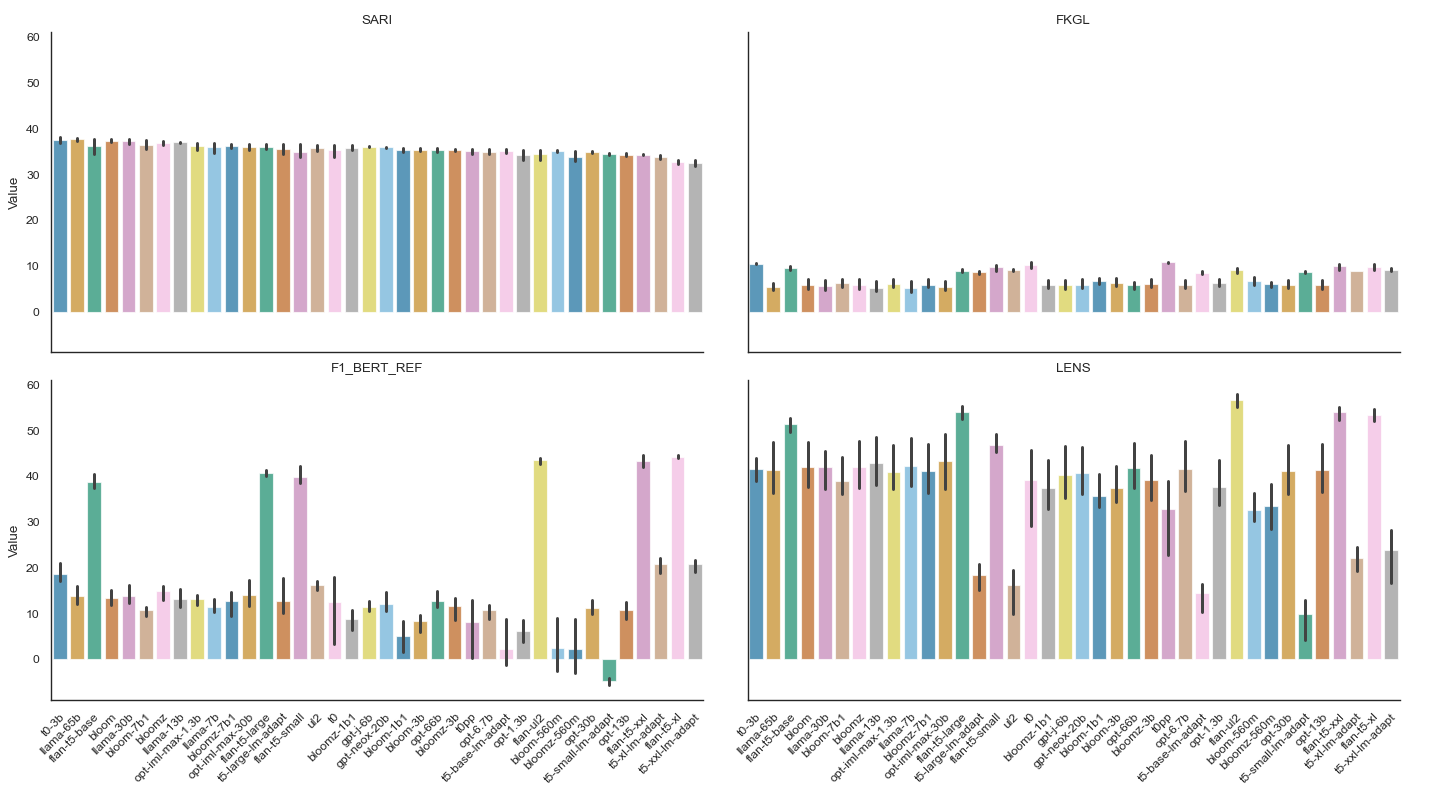 SARI
FKGL
60
50
40
30
20
10
0
Value
F1_BERT_REF
LENS
60
50
40
30
20
10
0
Value
t0-3b
llama-65b
flan-t5-base
bloom
llama-30b
bloom-7b1
bloomz
llama-13b
opt-iml-max-1.3b
llama-7b
bloomz-7b1
opt-iml-max-30b
flan-t5-large
t5-large-lm-adapt
flan-t5-small
ul2
t0
bloomz-1b1
gpt-j-6b
gpt-neox-20b
bloom-1b1
bloom-3b
opt-66b
bloomz-3b
t0pp
opt-6.7b
t5-base-lm-adapt
opt-1.3b
flan-ul2
bloom-560m
bloomz-560m
opt-30b
t5-small-lm-adapt
opt-13b
flan-t5-xxl
t5-xl-lm-adapt
flan-t5-xl
t5-xxl-lm-adapt
t0-3b
llama-65b
flan-t5-base
bloom
llama-30b
bloom-7b1
bloomz
llama-13b
opt-iml-max-1.3b
llama-7b
bloomz-7b1
opt-iml-max-30b
flan-t5-large
t5-large-lm-adapt
flan-t5-small
ul2
t0
bloomz-1b1
gpt-j-6b
gpt-neox-20b
bloom-1b1
bloom-3b
opt-66b
bloomz-3b
t0pp
opt-6.7b
t5-base-lm-adapt
opt-1.3b
flan-ul2
bloom-560m
bloomz-560m
opt-30b
t5-small-lm-adapt
opt-13b
flan-t5-xxl
t5-xl-lm-adapt
flan-t5-xl
t5-xxl-lm-adapt